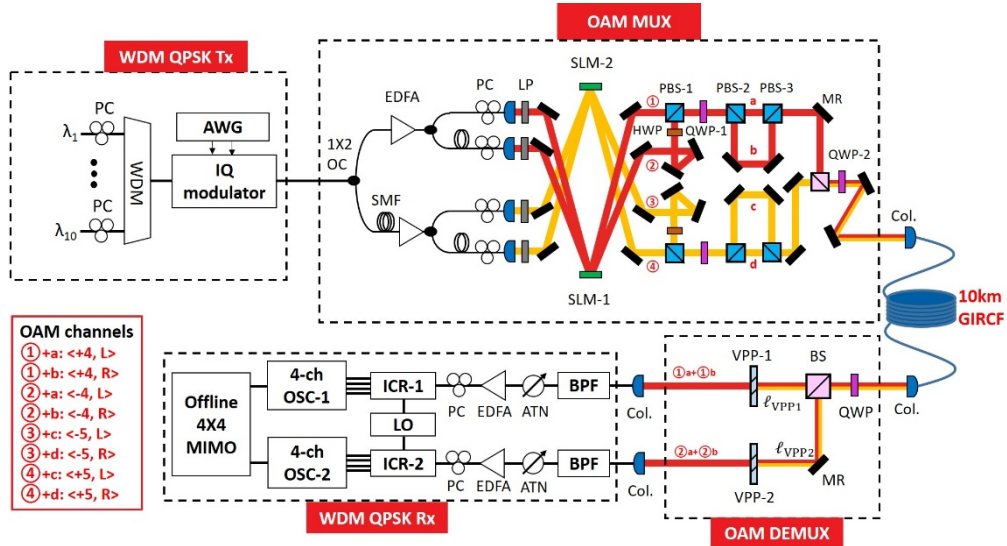 OAM MUX
WDM QPSK Tx
PC
λ1
PC
λ10
WDM
AWG
IQ
modulator
1X2
OC
EDFA
SMF
PC
LP
SLM-2
SLM-1
①
②
③
④
PBS-1
PBS-2
PBS-3
HWP
QWP-1
a
b
c
d
MR
QWP-2
Col.
10km
GIRCF
OAM channels
①+a: <+4, L>
①+b: <+4, R>
②+a: <-4, L>
②+b: <-4, R>
③+c: <-5, L>
③+d: <-5, R>
④+c: <+5, L>
④+d: <+5, R>
Offline
4X4
MIMO
4-ch
OSC-1
4-ch
OSC-2
ICR-1
LO
ICR-2
PC
EDFA
ATN
BPF
PC
EDFA
ATN
BPF
Col.
Col.
①a+①b
②a+②b
VPP-1
ℓVPP1
VPP-2
ℓVPP2
BS
MR
QWP
Col.
WDM QPSK Rx
OAM DEMUX